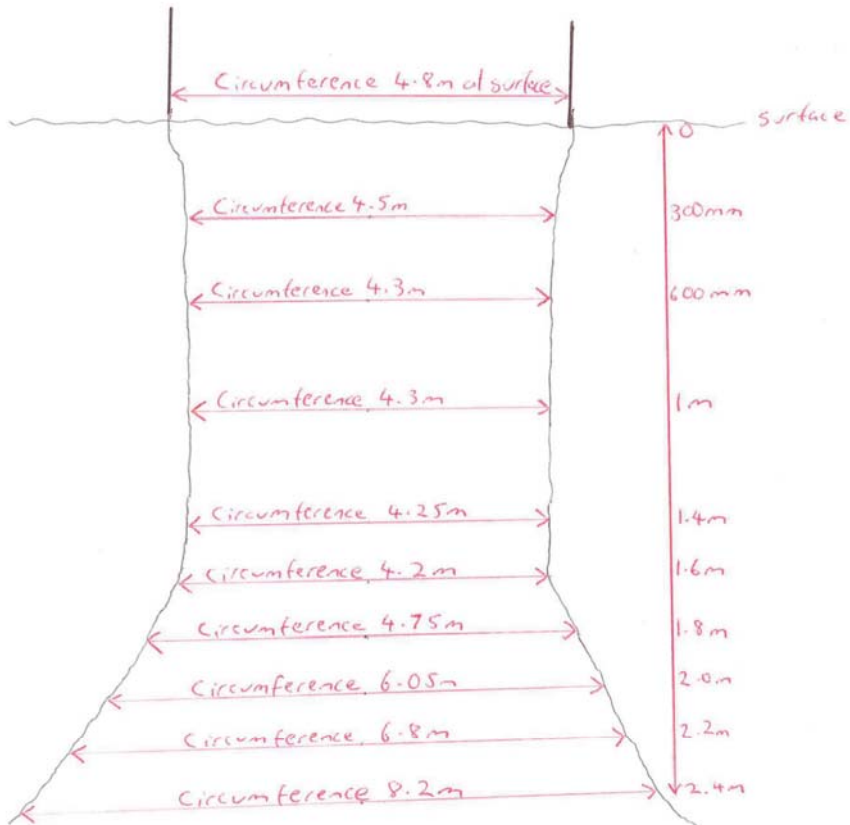 Circumference 4.8m at surface
surface
0
Circumference 4.5m
300mm
Circumference 4.3m
600mm
Circumference 4.3m
1m
Circumference 4.25m
1.4m
Circumference 4.2m
1.6m
Circumference 4.75m
1.8m
Circumference 6.05m
2.0m
Circumference 6.8m
2.2m
Circumference 8.2m
2.4m